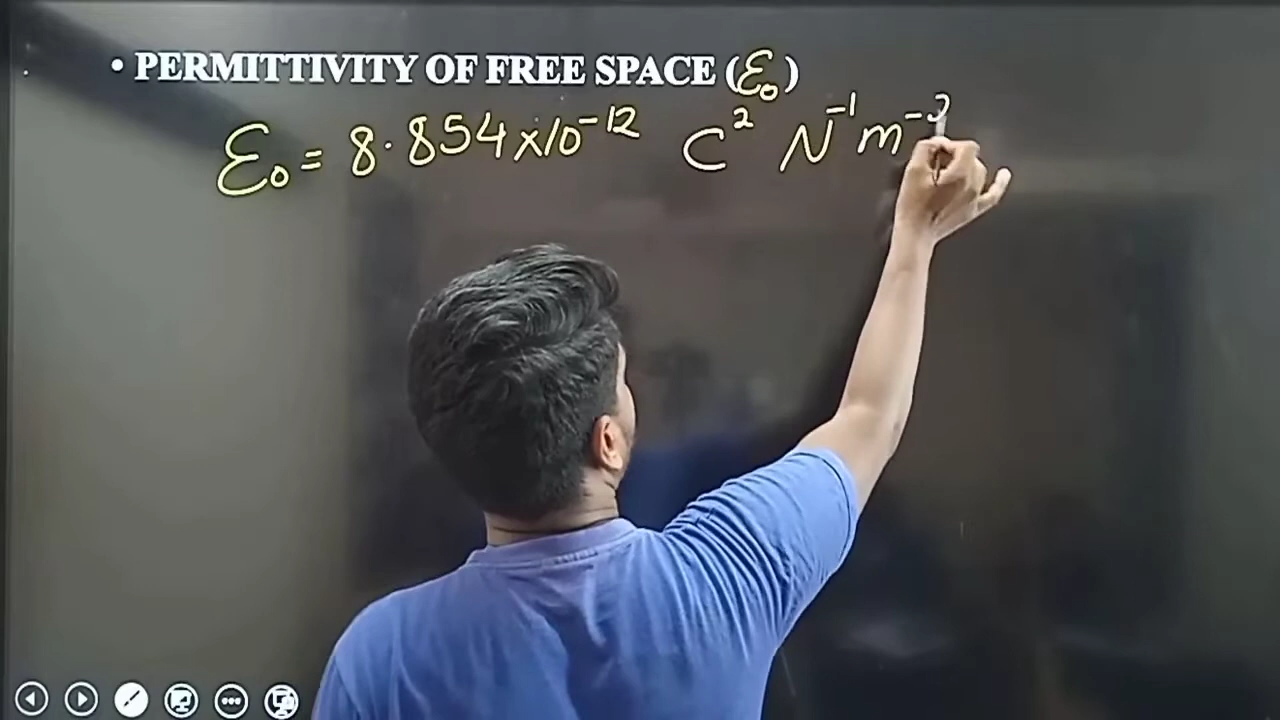 • PERMITTIVITY OF FREE SPACE (ε₀)
ε₀ = 8.854×10⁻¹² C² N⁻¹ m⁻²